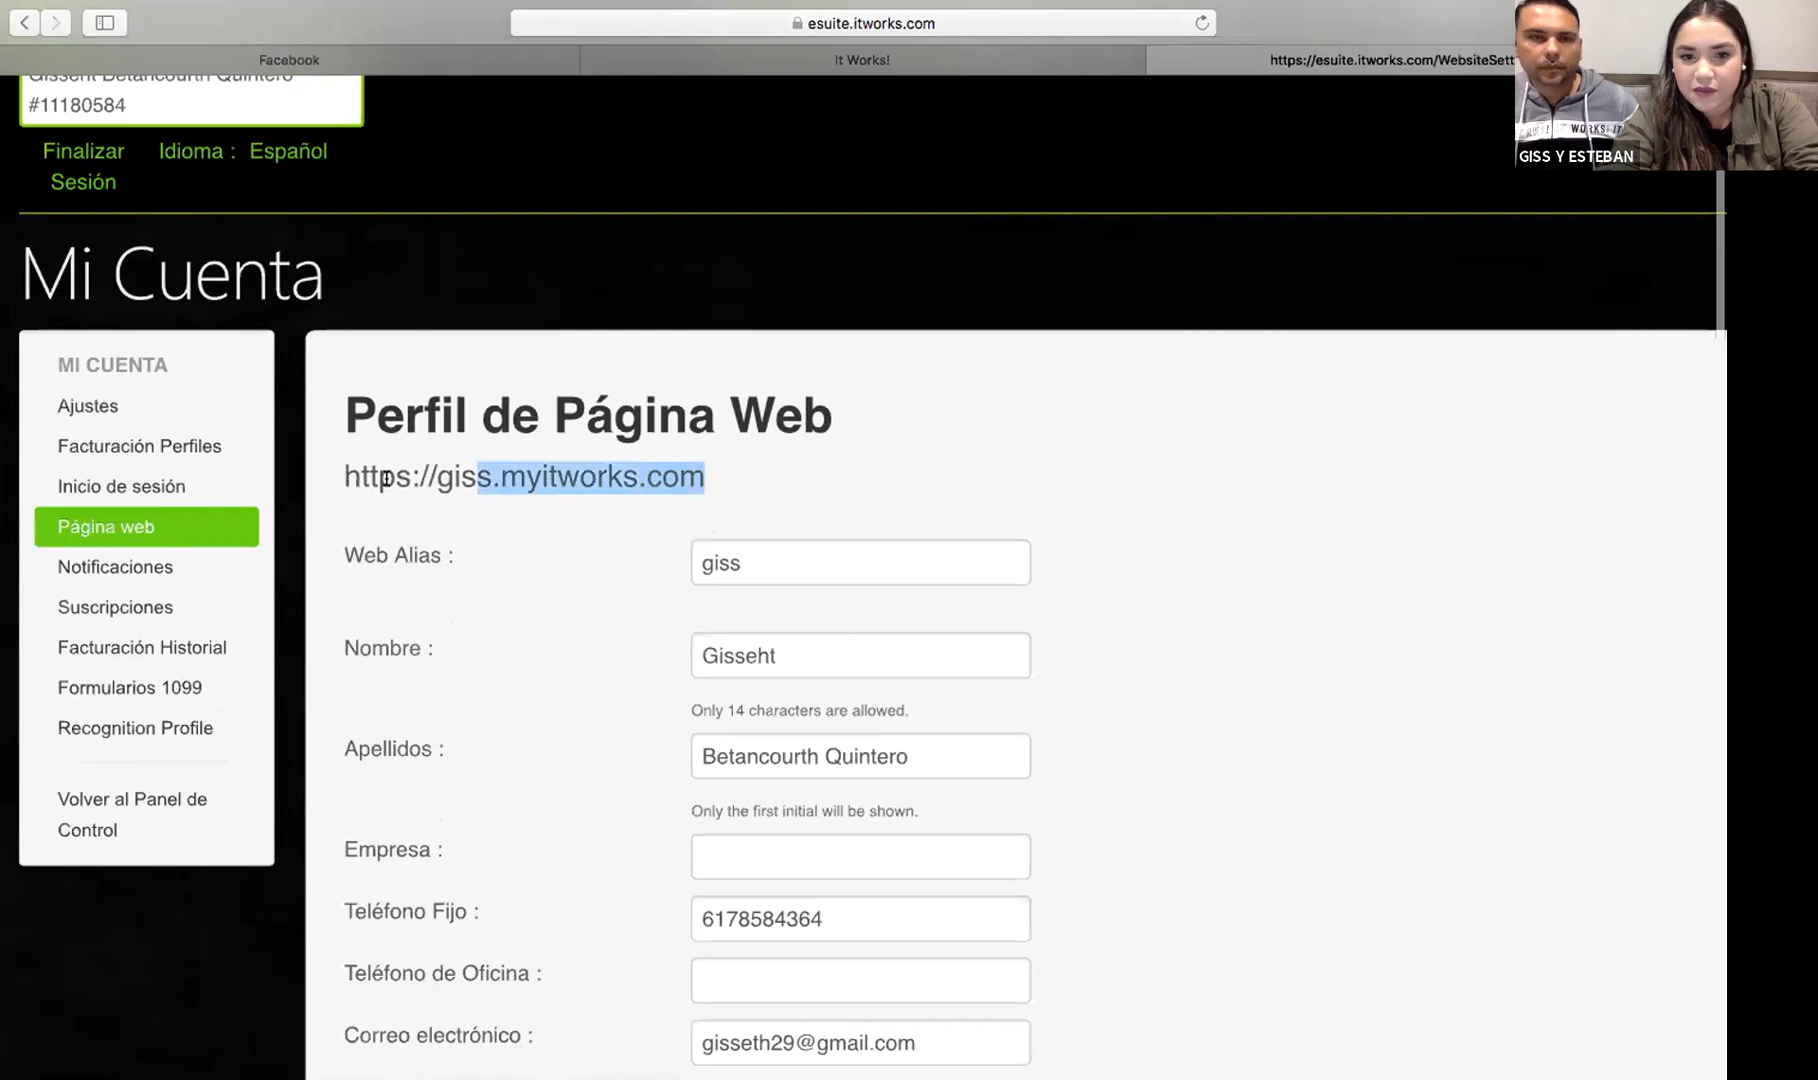 esuite.itworks.com
Facebook
It Works!
https://esuite.itworks.com/WebsiteSett
GISS Y ESTEBAN
Gisseht Betancourth Quintero
#11180584
Finalizar
Sesión
Idioma : Español
Mi Cuenta
MI CUENTA
Ajustes
Facturación Perfiles
Inicio de sesión
Página web
Notificaciones
Suscripciones
Facturación Historial
Formularios 1099
Recognition Profile
Volver al Panel de
Control
Perfil de Página Web
https://giss.myitworks.com
Web Alias :
giss
Nombre :
Gisseht
Only 14 characters are allowed.
Apellidos :
Betancourth Quintero
Only the first initial will be shown.
Empresa :
Teléfono Fijo :
6178584364
Teléfono de Oficina :
Correo electrónico :
gisseth29@gmail.com